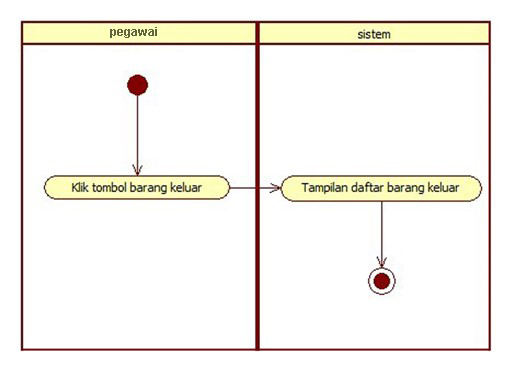 pegawai
sistem
Klik tombol barang keluar
Tampilan daftar barang keluar